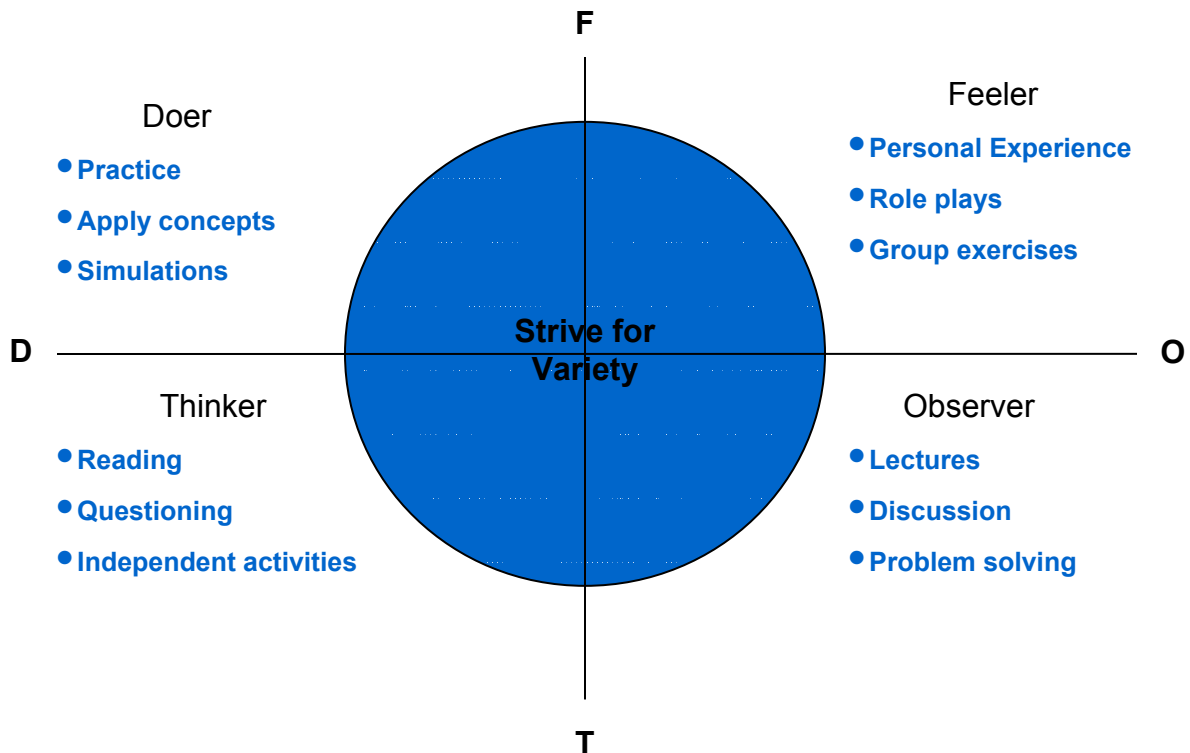 F
Doer
• Practice
• Apply concepts
• Simulations
Feeler
• Personal Experience
• Role plays
• Group exercises
D
Strive for
Variety
O
Thinker
• Reading
• Questioning
• Independent activities
Observer
• Lectures
• Discussion
• Problem solving
T